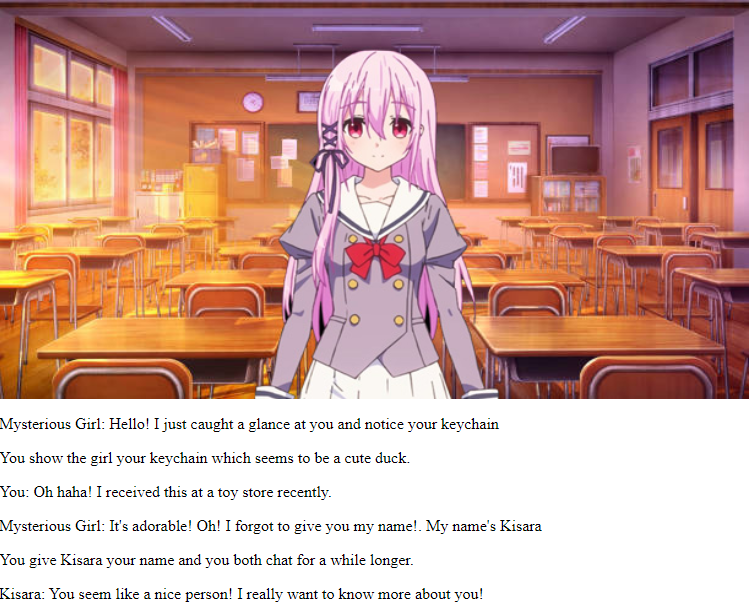 Mysterious Girl: Hello! I just caught a glance at you and notice your keychain
You show the girl your keychain which seems to be a cute duck.
You: Oh haha! I received this at a toy store recently.
Mysterious Girl: It's adorable! Oh! I forgot to give you my name!. My name's Kisara
You give Kisara your name and you both chat for a while longer.
Kisara: You seem like a nice person! I really want to know more about you!